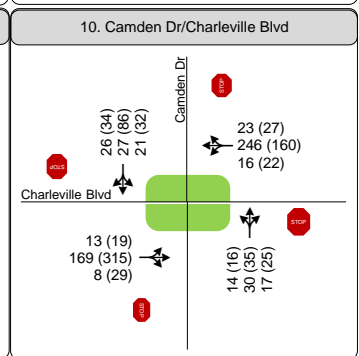 10. Camden Dr/Charleville Blvd
Camden Dr
STOP
26 (34)
27 (86)
21 (32)
23 (27)
246 (160)
16 (22)
STOP
Charleville Blvd
STOP
13 (19)
169 (315)
8 (29)
14 (16)
30 (35)
17 (25)
STOP